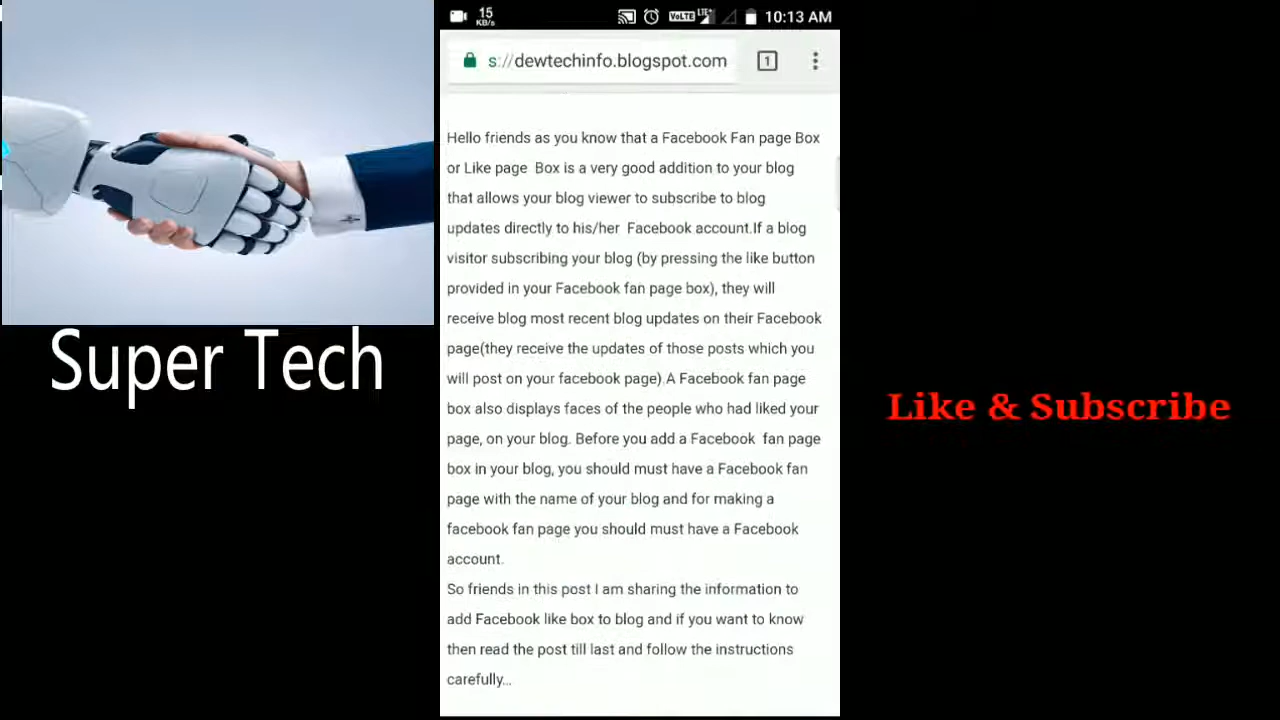 15
KB/s
VoLTE
LTE+
10:13 AM
s://dewtechinfo.blogspot.com
1
Hello friends as you know that a Facebook Fan page Box
or Like page  Box is a very good addition to your blog
that allows your blog viewer to subscribe to blog
updates directly to his/her  Facebook account.If a blog
visitor subscribing your blog (by pressing the like button
provided in your Facebook fan page box), they will
receive blog most recent blog updates on their Facebook
page(they receive the updates of those posts which you
will post on your facebook page).A Facebook fan page
box also displays faces of the people who had liked your
page, on your blog. Before you add a Facebook  fan page
box in your blog, you should must have a Facebook fan
page with the name of your blog and for making a
facebook fan page you should must have a Facebook
account.
So friends in this post I am sharing the information to
add Facebook like box to blog and if you want to know
then read the post till last and follow the instructions
carefully...
Super Tech
Like & Subscribe